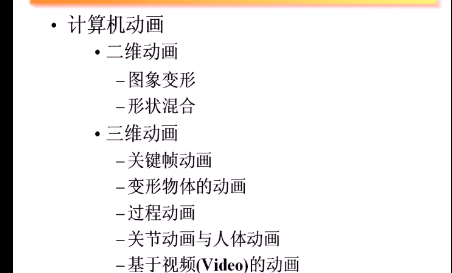 • 计算机动画
• 二维动画
–图象变形
–形状混合
• 三维动画
–关键帧动画
–变形物体的动画
–过程动画
–关节动画与人体动画
–基于视频(Video)的动画